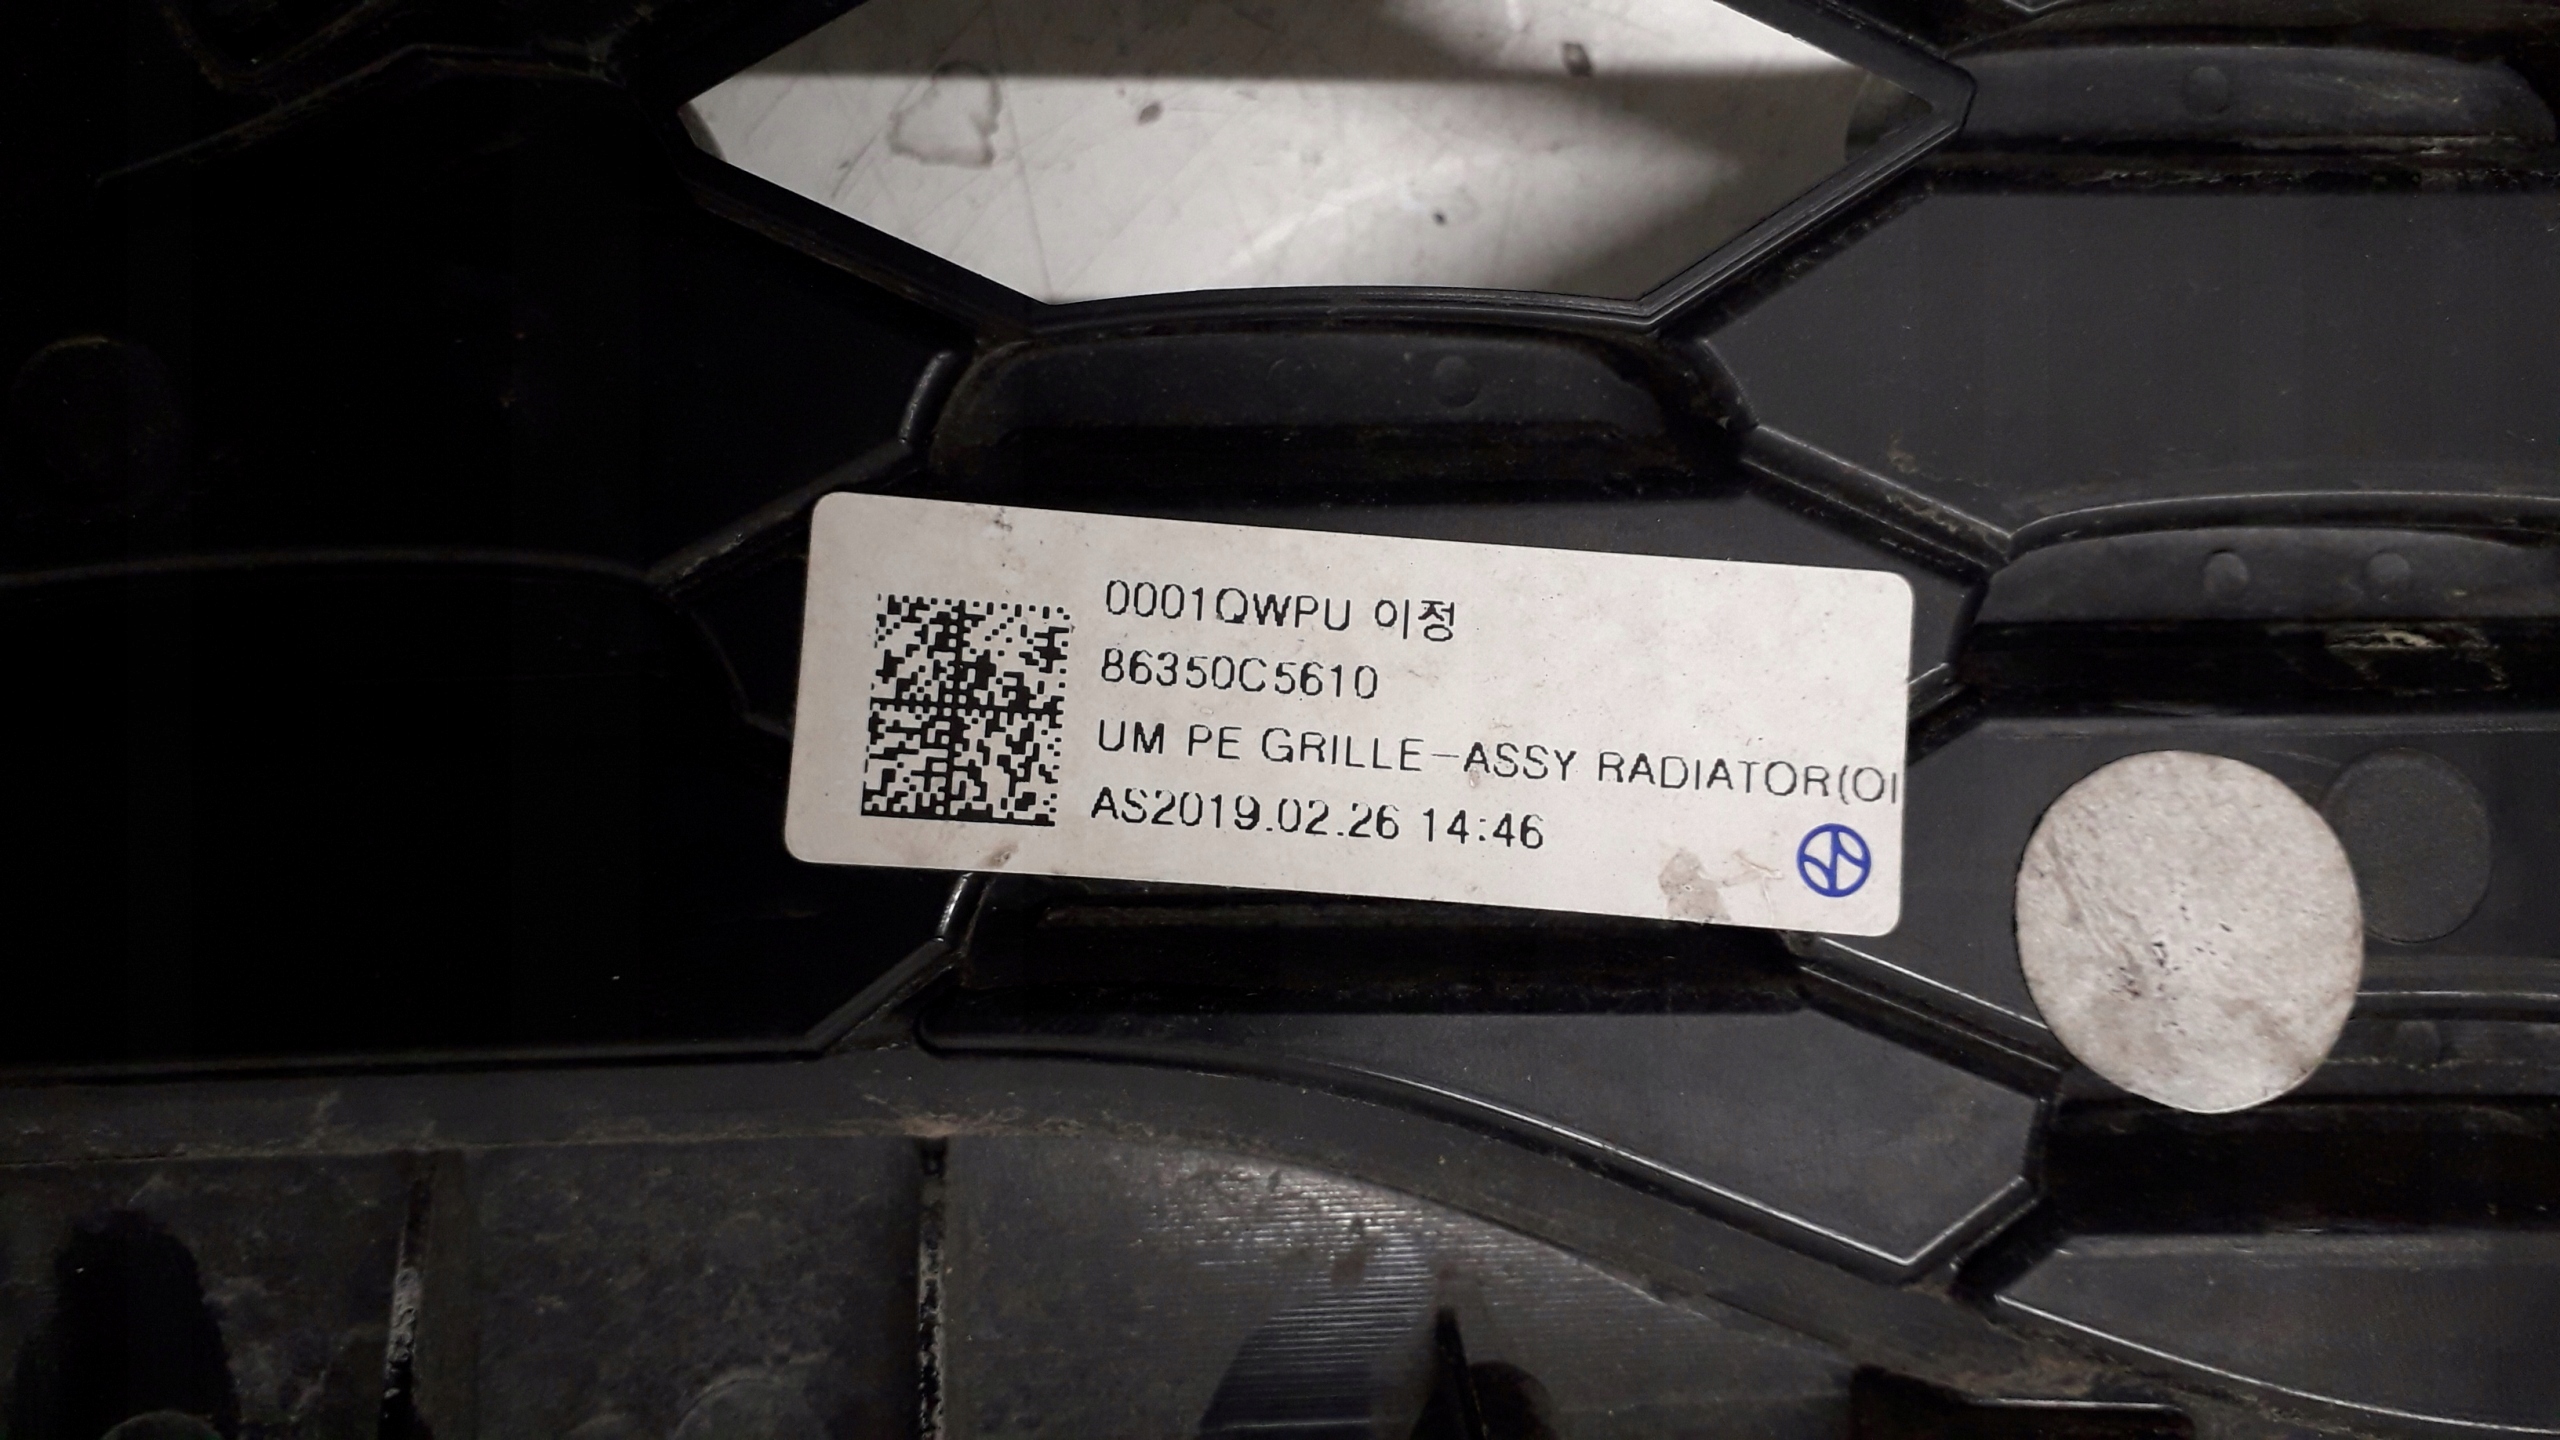 0001QWPU 이정
86350C5610
UM PE GRILLE-ASSY RADIATOR(OI
AS2019.02.26 14:46